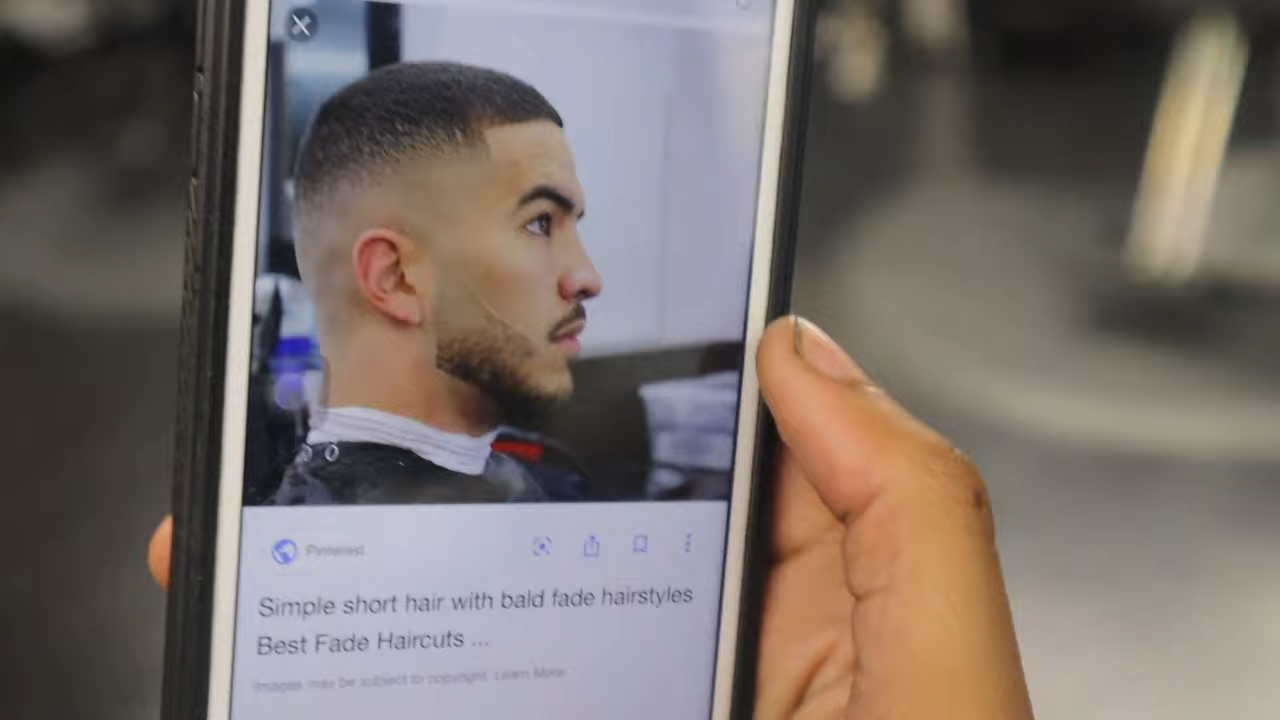 Pinterest
Simple short hair with bald fade hairstyles
Best Fade Haircuts ...
Images may be subject to copyright. Learn More